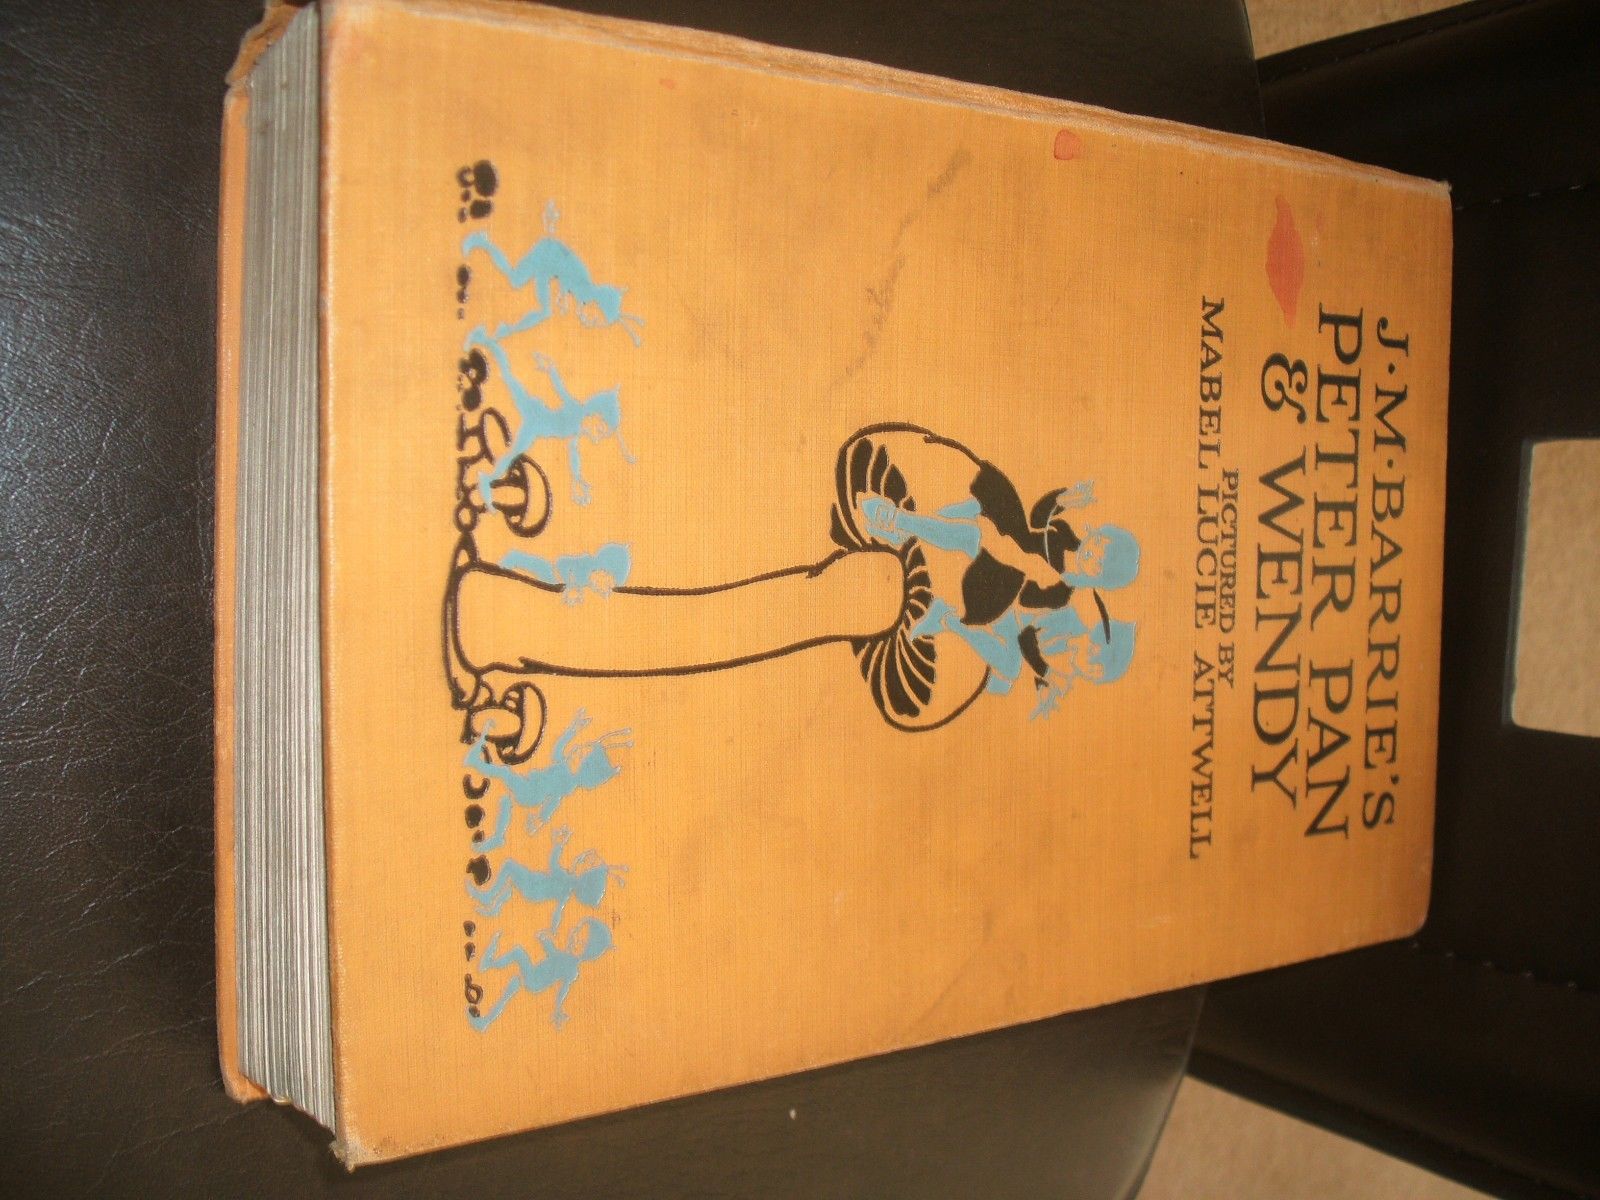 J·M·BARRIE'S
PETER PAN
& WENDY
PICTURED BY
MABEL LUCIE ATTWELL